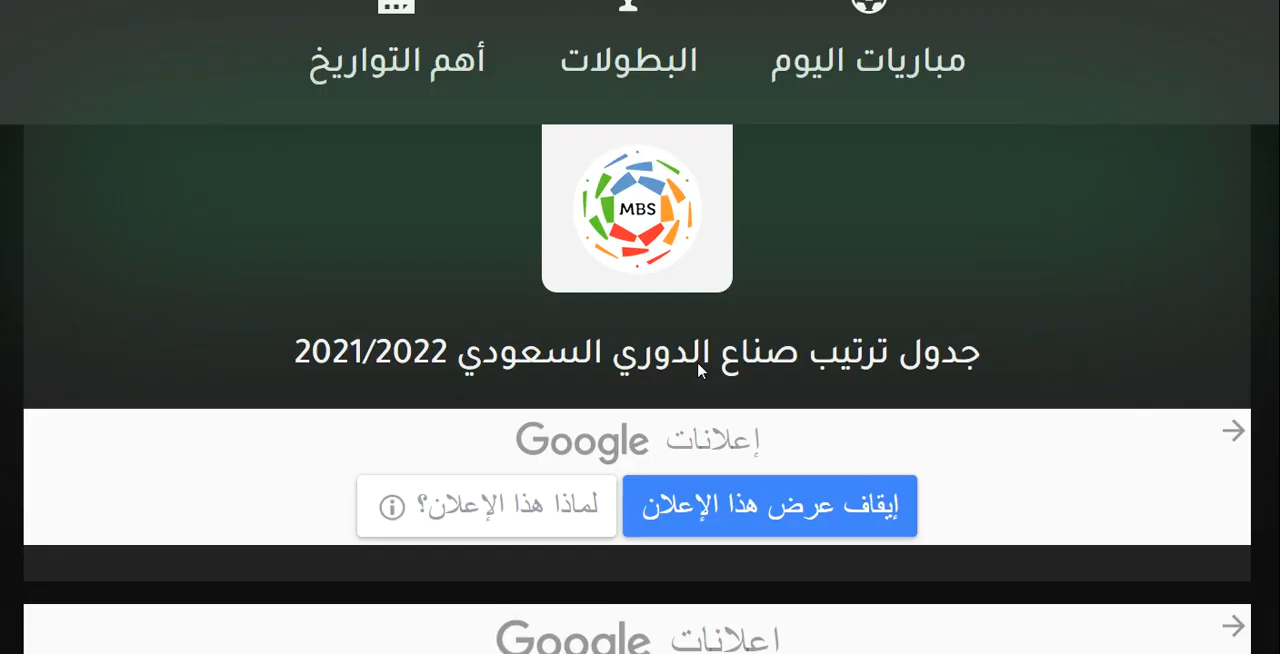 مباريات اليوم البطولات أهم التواريخ
MBS
جدول ترتيب صناع الدوري السعودي 2021/2022
إعلانات Google
إيقاف عرض هذا الإعلان لماذا هذا الإعلان؟
إعلانات Google